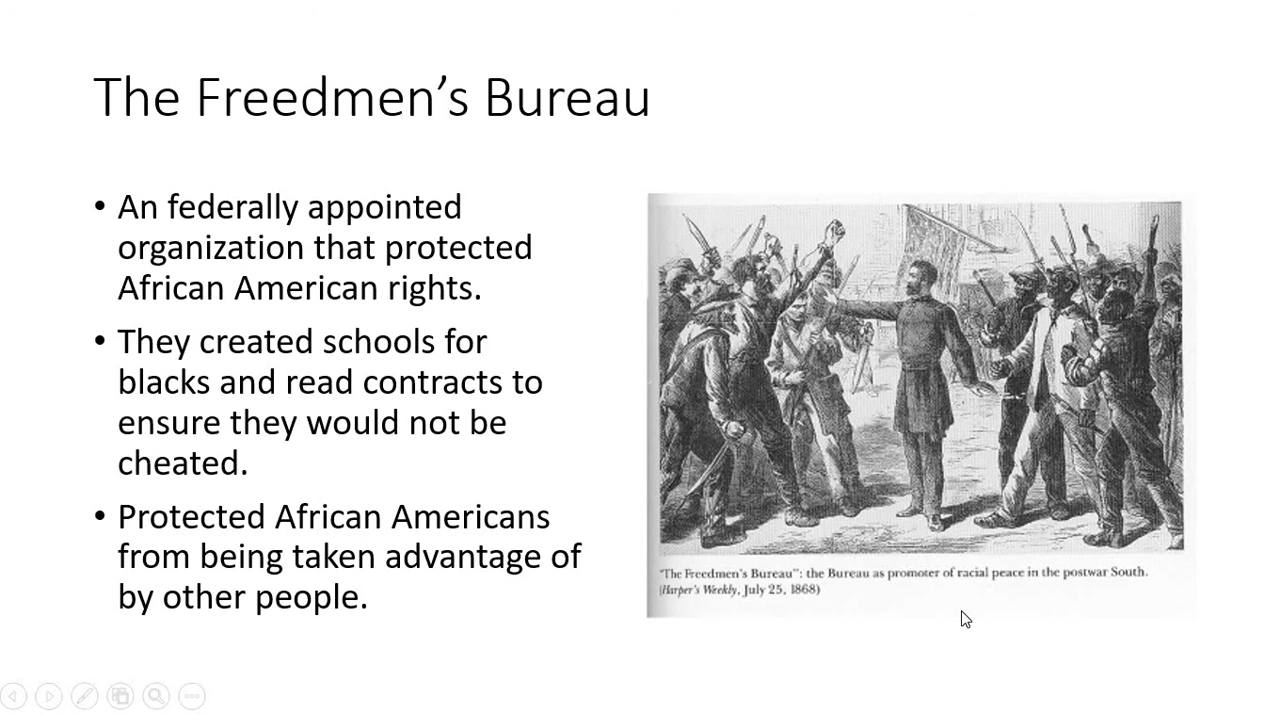 The Freedmen’s Bureau
• An federally appointed
organization that protected
African American rights.
• They created schools for
blacks and read contracts to
ensure they would not be
cheated.
• Protected African Americans
from being taken advantage of
by other people.
"The Freedmen's Bureau": the Bureau as promoter of racial peace in the postwar South.
(Harper's Weekly, July 25, 1868)